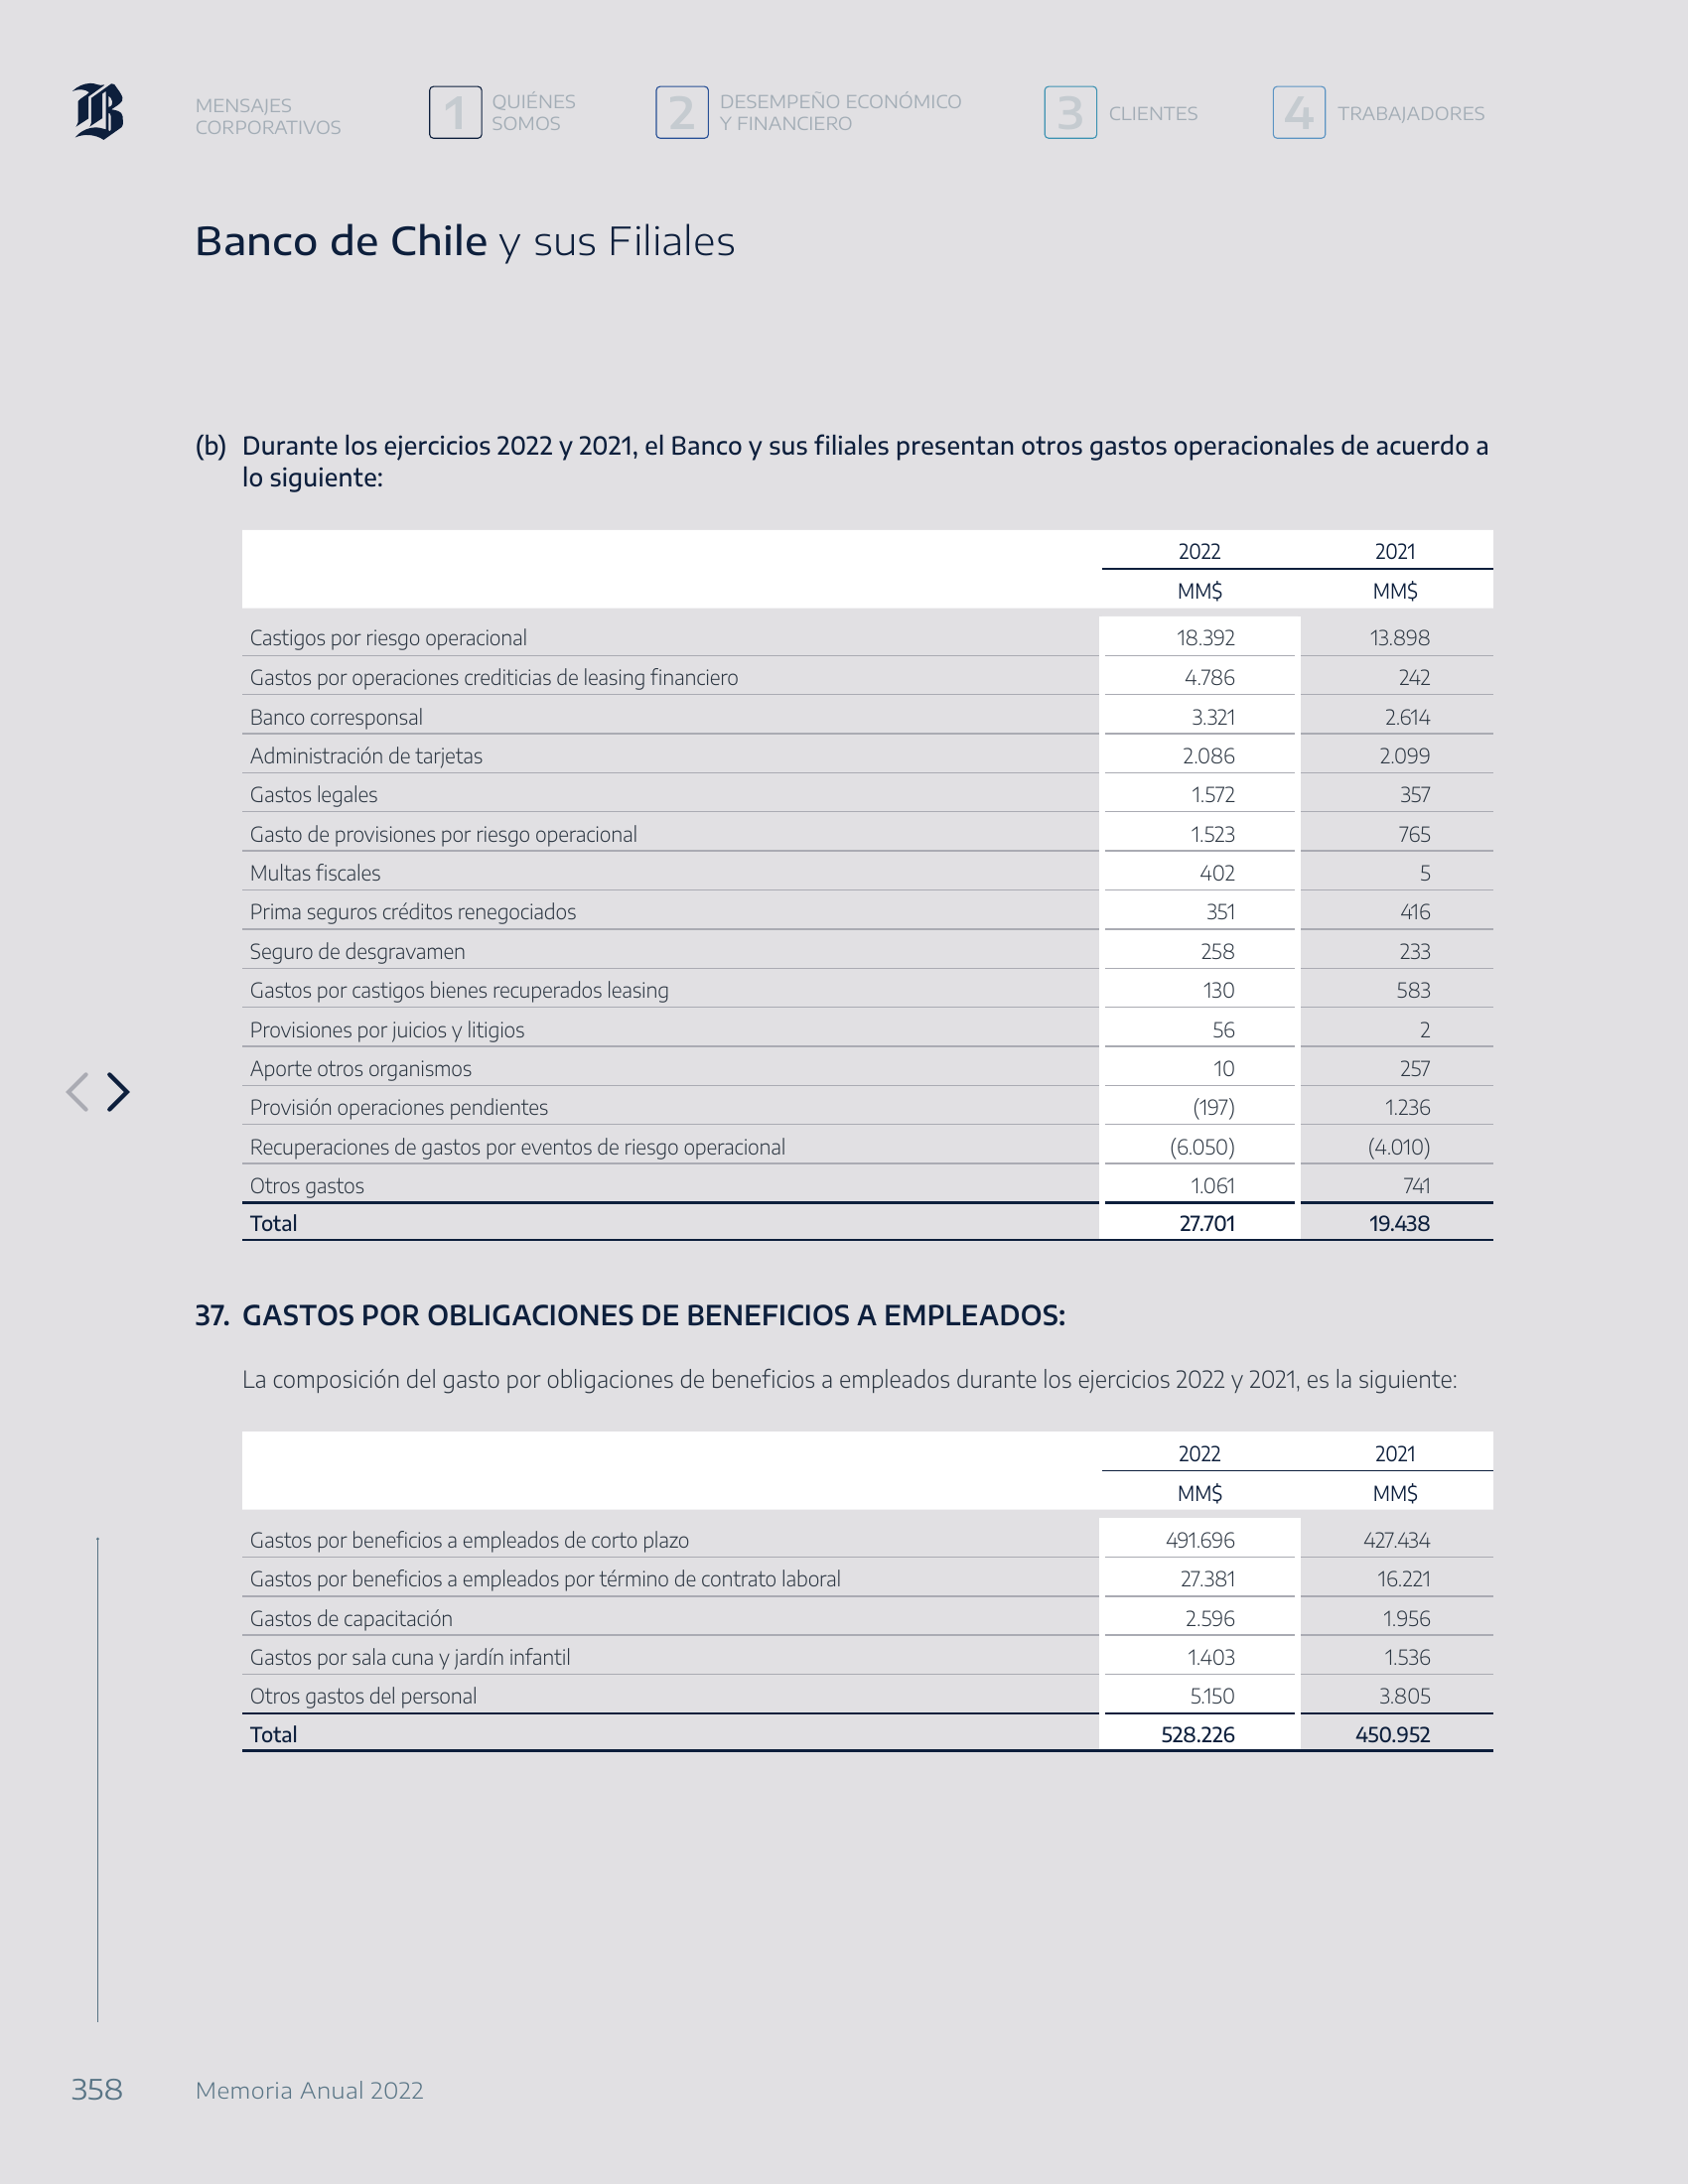 MENSAJES
CORPORATIVOS
1 QUIÉNES
SOMOS
2 DESEMPEÑO ECONÓMICO
Y FINANCIERO
3 CLIENTES
4 TRABAJADORES
Banco de Chile y sus Filiales
(b) Durante los ejercicios 2022 y 2021, el Banco y sus filiales presentan otros gastos operacionales de acuerdo a
lo siguiente:
2022 2021
MM$ MM$
Castigos por riesgo operacional 18.392 13.898
Gastos por operaciones crediticias de leasing financiero 4.786 242
Banco corresponsal 3.321 2.614
Administración de tarjetas 2.086 2.099
Gastos legales 1.572 357
Gasto de provisiones por riesgo operacional 1.523 765
Multas fiscales 402 5
Prima seguros créditos renegociados 351 416
Seguro de desgravamen 258 233
Gastos por castigos bienes recuperados leasing 130 583
Provisiones por juicios y litigios 56 2
Aporte otros organismos 10 257
Provisión operaciones pendientes (197) 1.236
Recuperaciones de gastos por eventos de riesgo operacional (6.050) (4.010)
Otros gastos 1.061 741
Total 27.701 19.438
37. GASTOS POR OBLIGACIONES DE BENEFICIOS A EMPLEADOS:
La composición del gasto por obligaciones de beneficios a empleados durante los ejercicios 2022 y 2021, es la siguiente:
2022 2021
MM$ MM$
Gastos por beneficios a empleados de corto plazo 491.696 427.434
Gastos por beneficios a empleados por término de contrato laboral 27.381 16.221
Gastos de capacitación 2.596 1.956
Gastos por sala cuna y jardín infantil 1.403 1.536
Otros gastos del personal 5.150 3.805
Total 528.226 450.952
358 Memoria Anual 2022